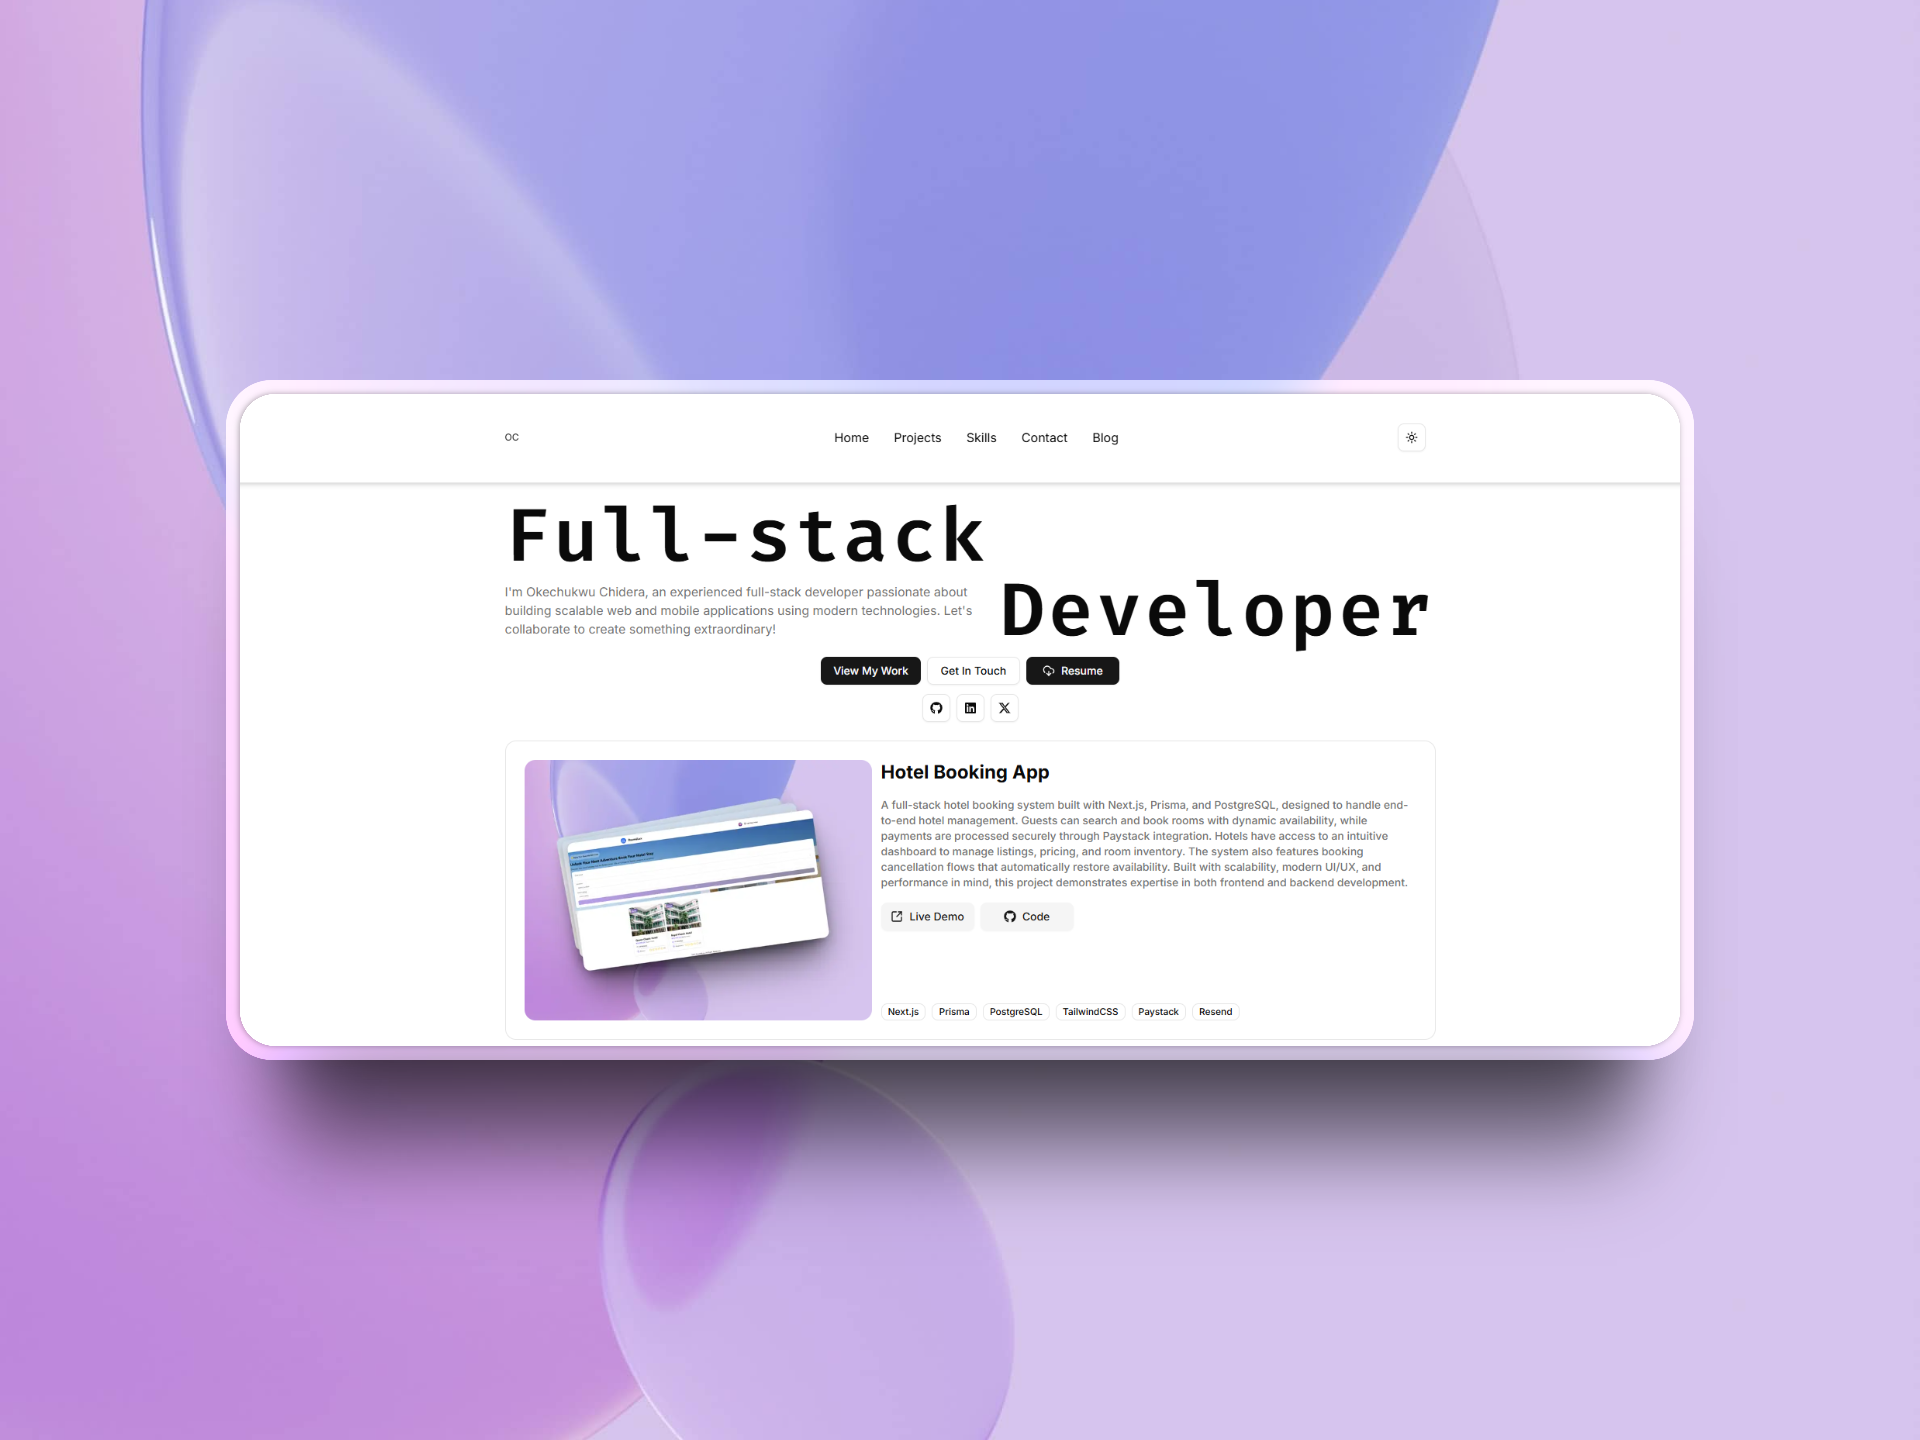 OC
Home Projects Skills Contact Blog
Full-stack
I'm Okechukwu Chidera, an experienced full-stack developer passionate about
building scalable web and mobile applications using modern technologies. Let's
collaborate to create something extraordinary!
Developer
View My Work Get In Touch Resume
Hotel Booking App
A full-stack hotel booking system built with Next.js, Prisma, and PostgreSQL, designed to handle end-
to-end hotel management. Guests can search and book rooms with dynamic availability, while
payments are processed securely through Paystack integration. Hotels have access to an intuitive
dashboard to manage listings, pricing, and room inventory. The system also features booking
cancellation flows that automatically restore availability. Built with scalability, modern UI/UX, and
performance in mind, this project demonstrates expertise in both frontend and backend development.
Live Demo Code
Next.js Prisma PostgreSQL TailwindCSS Paystack Resend